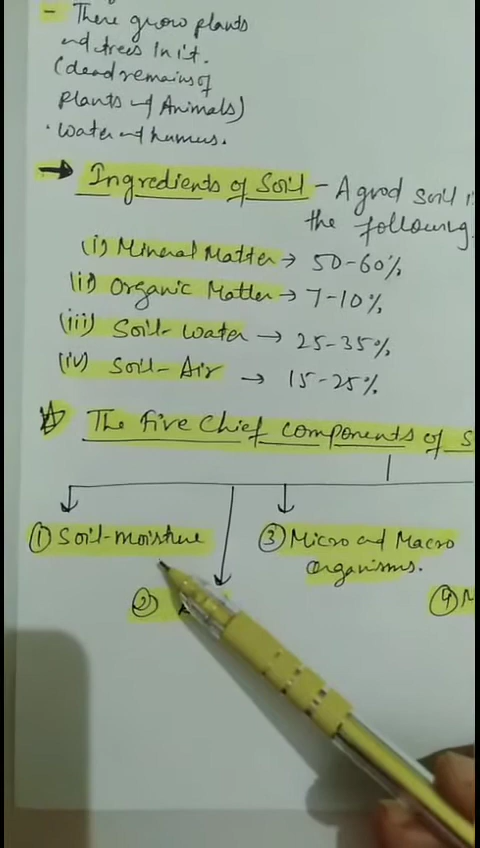 - There grow plants
and trees in it.
(dead remains of
plants of Animals)
· Water of humus.
→ Ingredients of Soil - A good soil i
the following.
(i) Mineral Matter → 50-60%
(ii) Organic Matter → 7-10%
(iii) Soil-Water → 25-35%
(iv) Soil-Air → 15-25%
The Five Chief Components of S
① Soil-moisture
③ Micro and Macro
Organisms.
②
④ M